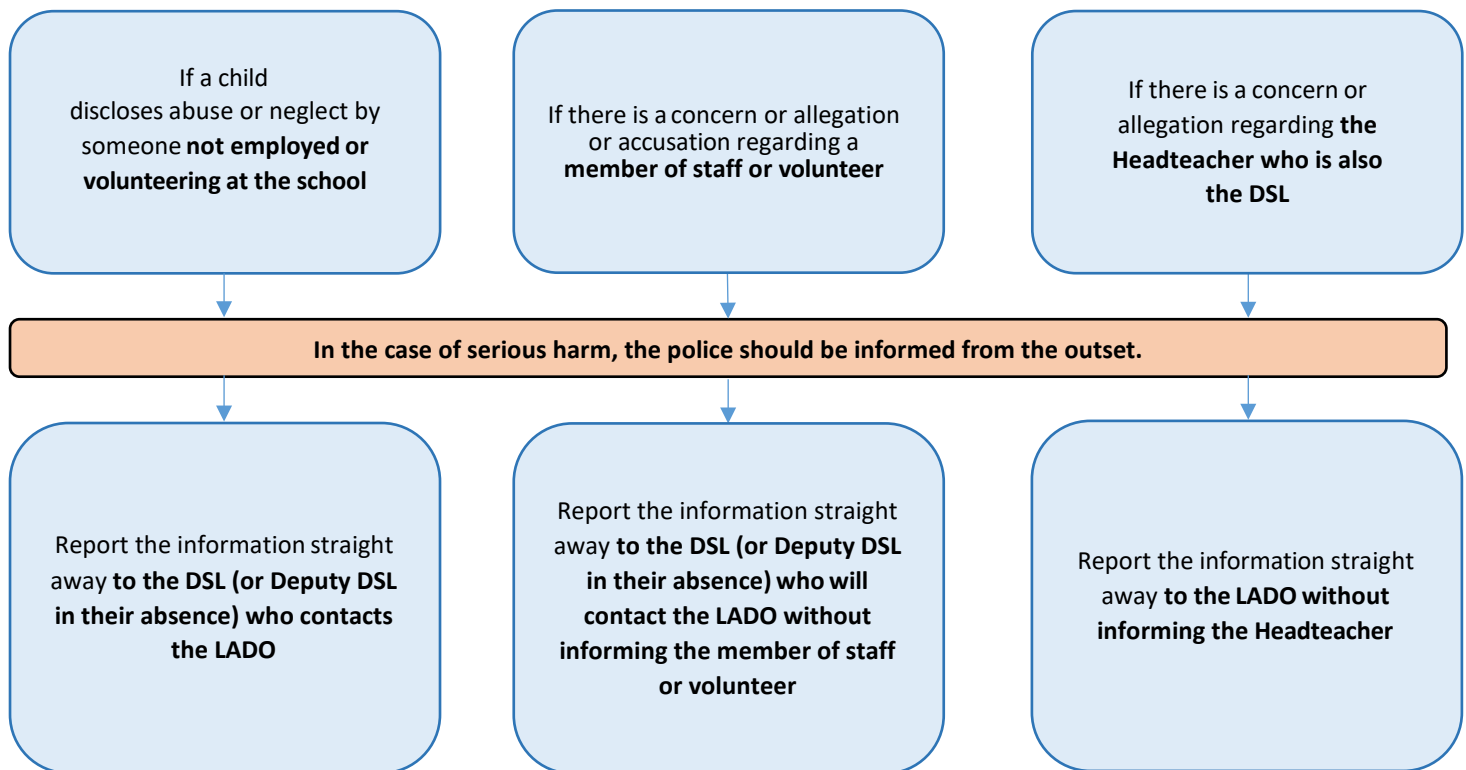 If a child
discloses abuse or neglect by
someone not employed or
volunteering at the school
If there is a concern or allegation
or accusation regarding a
member of staff or volunteer
If there is a concern or
allegation regarding the
Headteacher who is also
the DSL
In the case of serious harm, the police should be informed from the outset.
Report the information straight
away to the DSL (or Deputy DSL
in their absence) who contacts
the LADO
Report the information straight
away to the DSL (or Deputy DSL
in their absence) who will
contact the LADO without
informing the member of staff
or volunteer
Report the information straight
away to the LADO without
informing the Headteacher